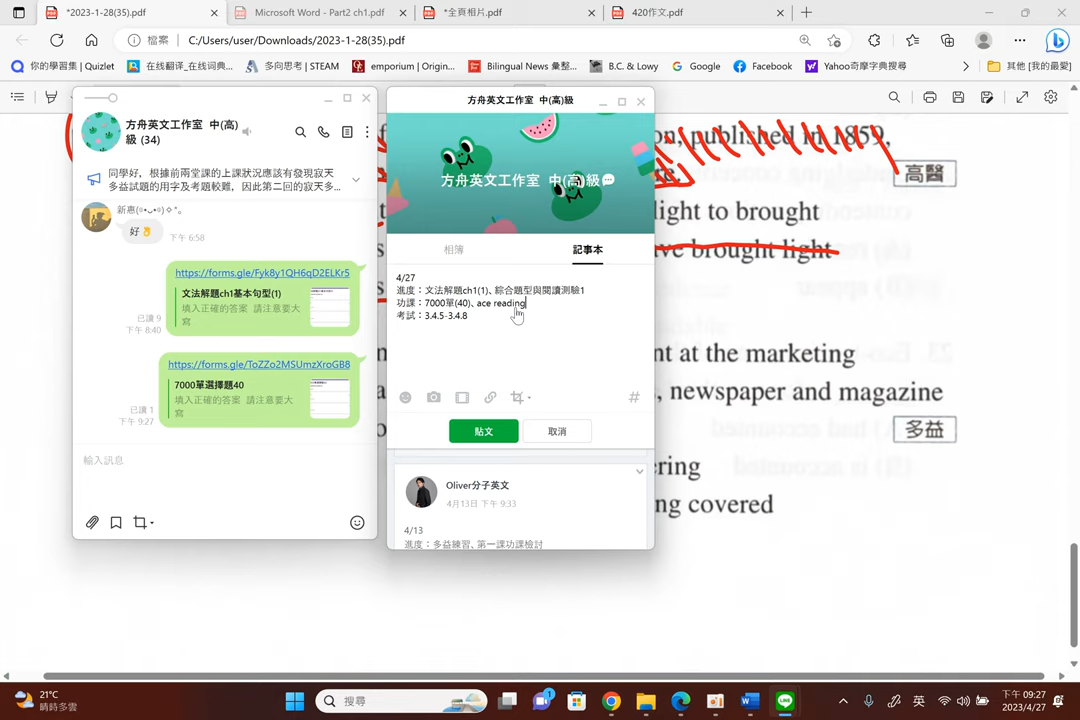 *2023-1-28(35).pdf
Microsoft Word - Part2 ch1.pdf
*全頁相片.pdf
420作文.pdf
檔案
C:/Users/user/Downloads/2023-1-28(35).pdf
你的學習集 | Quizlet
在线翻译_在线词典...
多向思考 | STEAM
emporium | Origin...
Bilingual News 彙整...
B.C. & Lowy
Google
Facebook
Yahoo奇摩字典搜尋
其他 [我的最愛]
方舟英文工作室 中(高)
級 (34)
同學好，根據前兩堂課的上課狀況應該有發現寂天
多益試題的用字及考題較難，因此第二回的寂天多...
新惠
好
下午 6:58
https://forms.gle/Fyk8y1QH6qD2ELKr5
文法解題ch1基本句型(1)
填入正確的答案 請注意要大
寫
已讀 9
下午 8:40
https://forms.gle/ToZZo2MSUmzXroGB8
7000單選擇題40
填入正確的答案 請注意要大
寫
已讀 1
下午 9:27
輸入訊息
方舟英文工作室 中(高)級
方舟英文工作室 中(高)級
相簿
記事本
4/27
進度：文法解題ch1(1)、綜合題型與閱讀測驗1
功課：7000單(40)、ace reading
考試：3.4.5-3.4.8
貼文
取消
Oliver分子英文
4月13日 下午 9:33
4/13
進度：多益練習、第一課功課檢討
on, published in 1859,
高醫
light to brought
ve brought light
nt at the marketing
, newspaper and magazine
多益
ering
ng covered
21°C
晴時多雲
搜尋
英
下午 09:27
2023/4/27